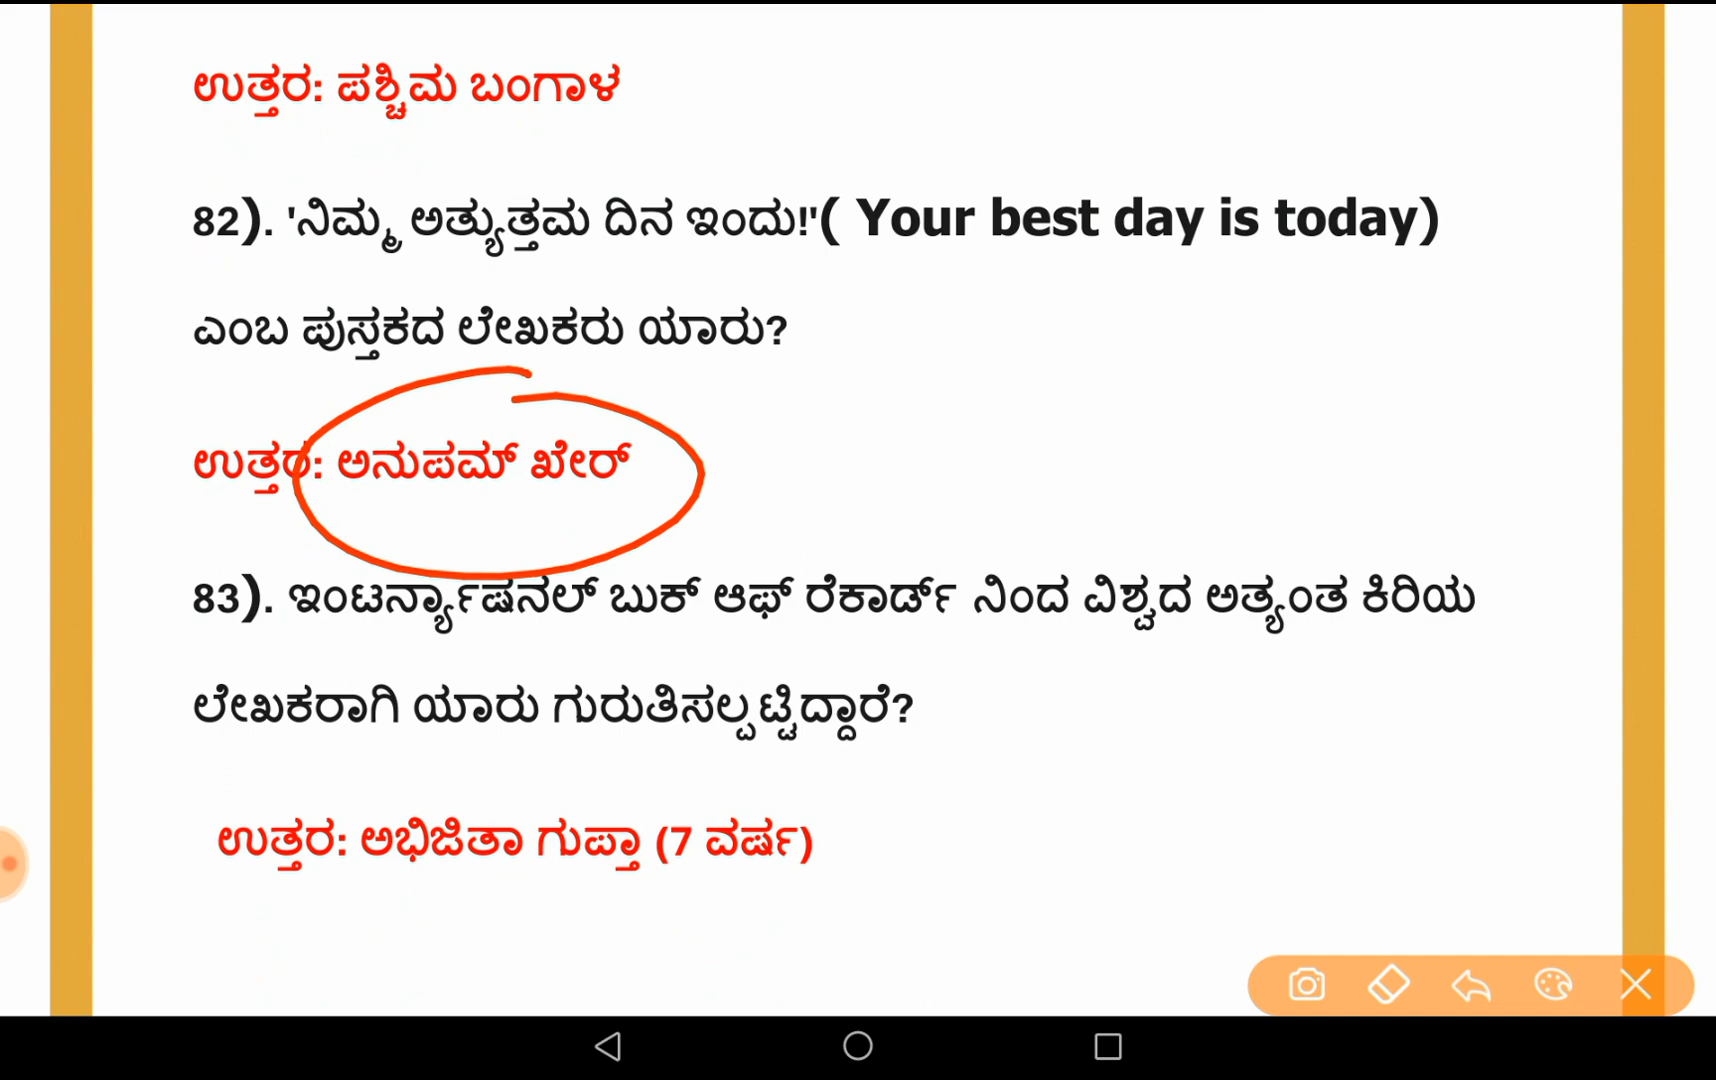 ಉತ್ತರ: ಪಶ್ಚಿಮ ಬಂಗಾಳ
82). 'ನಿಮ್ಮ ಅತ್ಯುತ್ತಮ ದಿನ ಇಂದು!'( Your best day is today)
ಎಂಬ ಪುಸ್ತಕದ ಲೇಖಕರು ಯಾರು?
ಉತ್ತರ: ಅನುಪಮ್ ಖೇರ್
83). ಇಂಟರ್ನ್ಯಾಷನಲ್ ಬುಕ್ ಆಫ್ ರೆಕಾರ್ಡ್ ನಿಂದ ವಿಶ್ವದ ಅತ್ಯಂತ ಕಿರಿಯ
ಲೇಖಕರಾಗಿ ಯಾರು ಗುರುತಿಸಲ್ಪಟ್ಟಿದ್ದಾರೆ?
ಉತ್ತರ: ಅಭಿಜಿತಾ ಗುಪ್ತಾ (7 ವರ್ಷ)